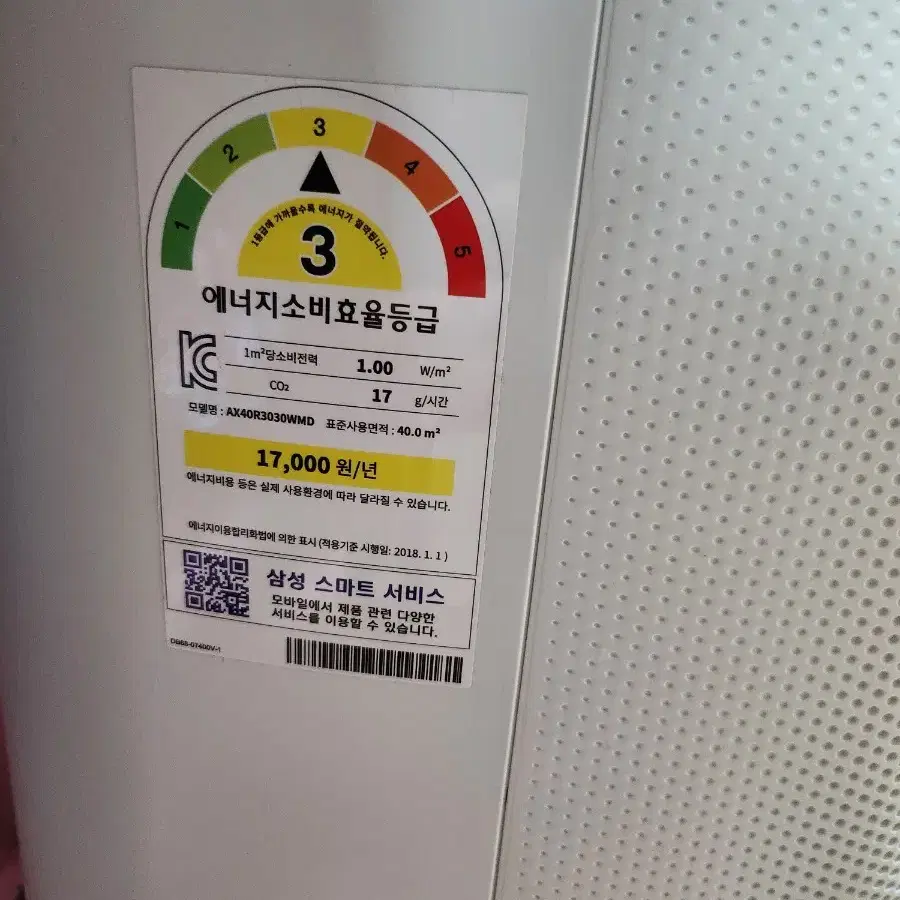 1
2
3
4
5
1등급에 가까울수록 에너지가 절약됩니다.
3
에너지소비효율등급
1m²당소비전력 1.00 W/m²
CO₂ 17 g/시간
모델명 : AX40R3030WMD 표준사용면적 : 40.0 m²
17,000 원/년
에너지비용 등은 실제 사용환경에 따라 달라질 수 있습니다.
에너지이용합리화법에 의한 표시 (적용기준 시행일: 2018. 1. 1 )
삼성 스마트 서비스
모바일에서 제품 관련 다양한
서비스를 이용할 수 있습니다.
DB68-07400V-1